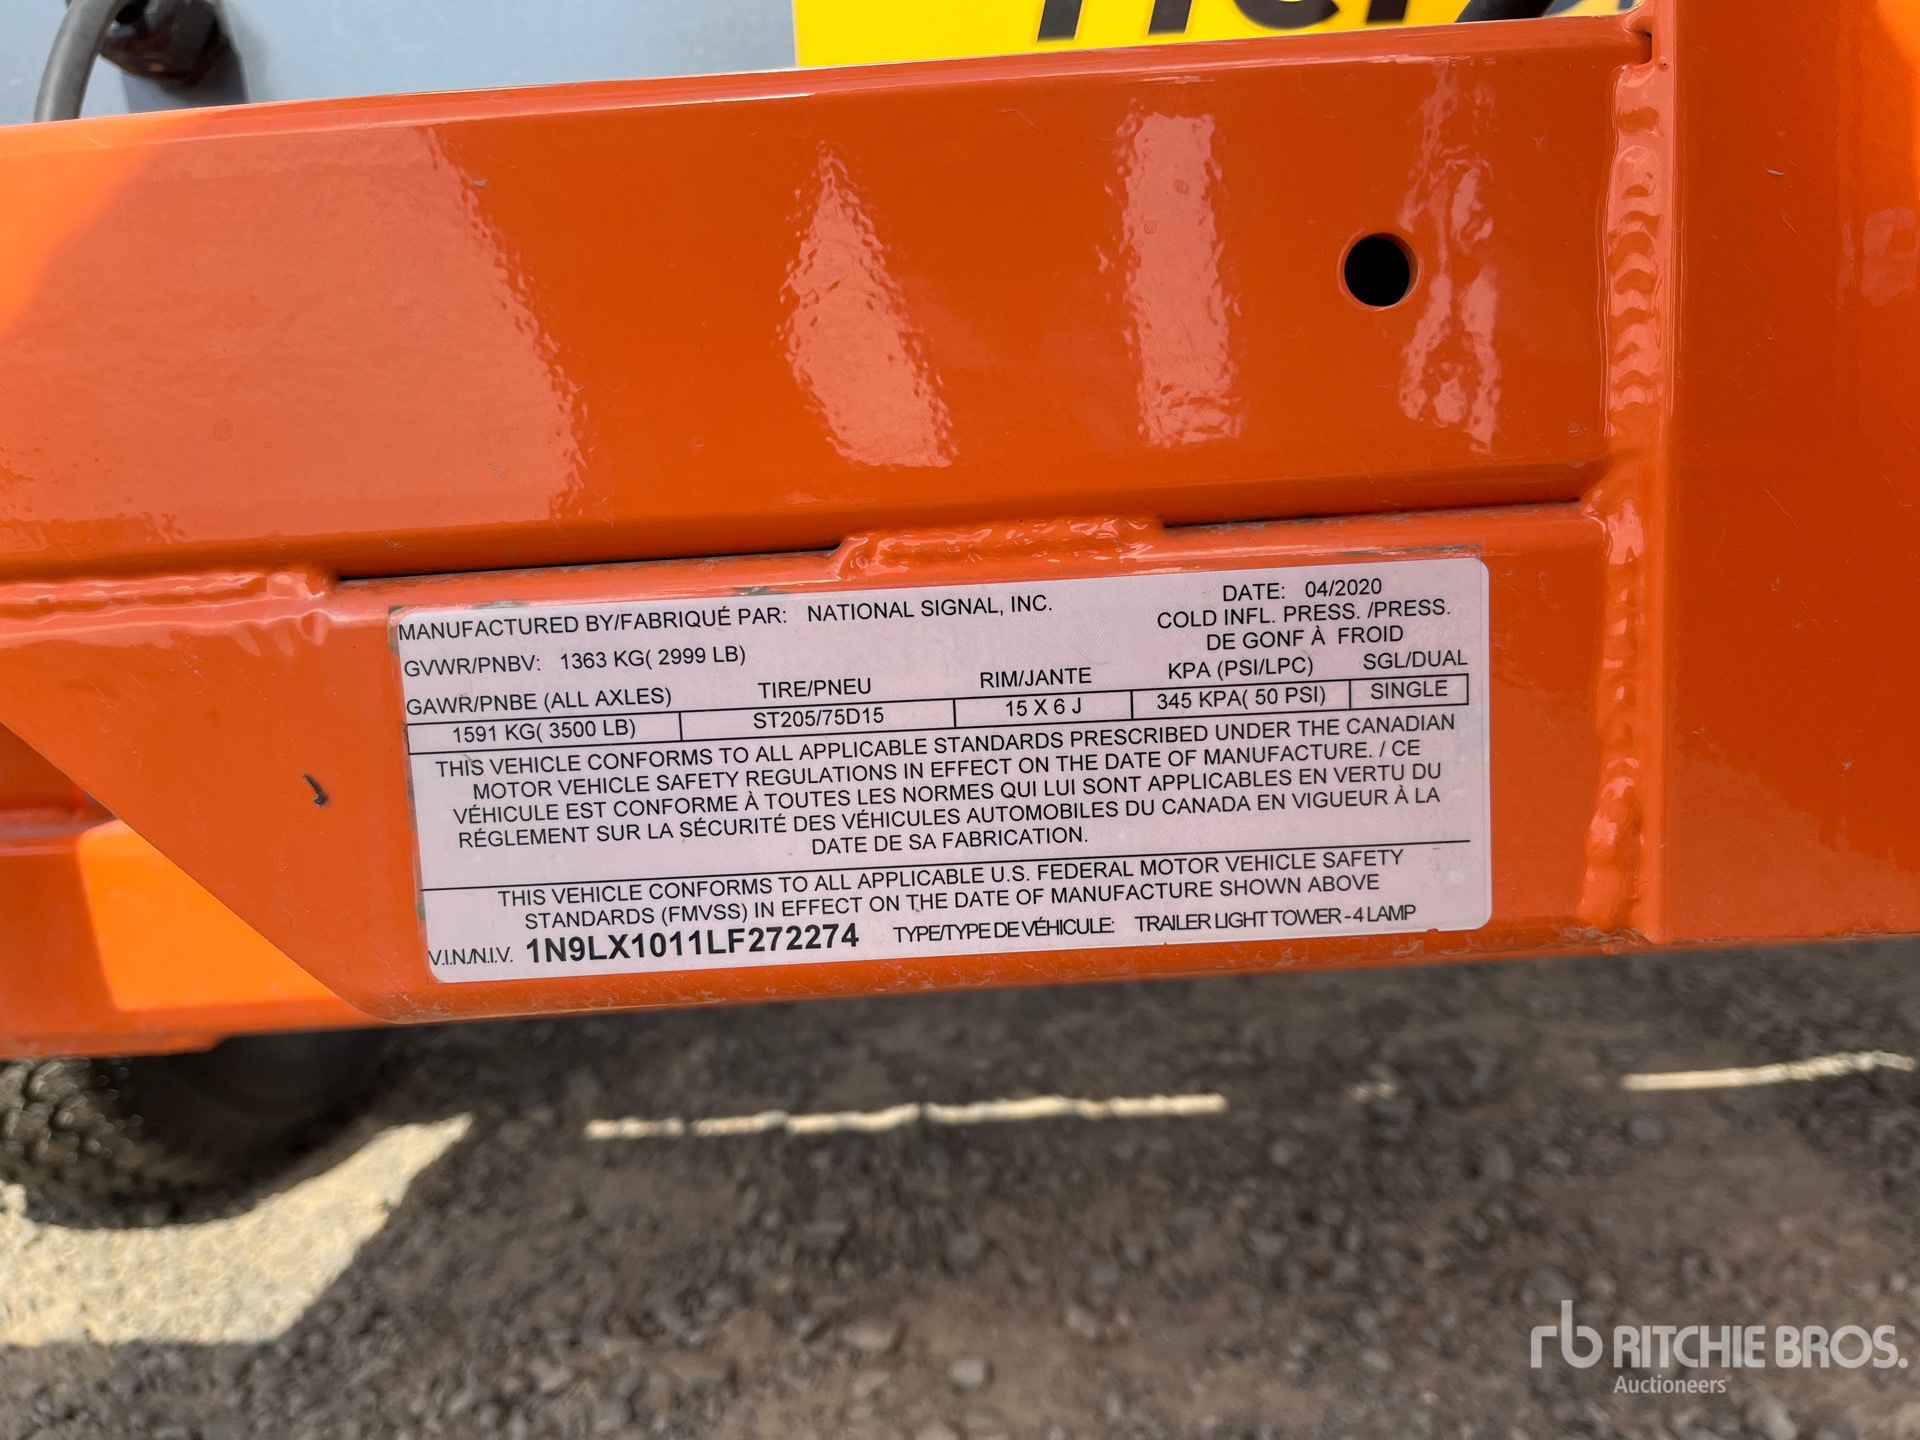 MANUFACTURED BY/FABRIQUÉ PAR: NATIONAL SIGNAL, INC.
DATE: 04/2020
GVWR/PNBV: 1363 KG( 2999 LB)
COLD INFL. PRESS. /PRESS.
DE GONF À FROID
GAWR/PNBE (ALL AXLES) TIRE/PNEU RIM/JANTE KPA (PSI/LPC) SGL/DUAL
1591 KG( 3500 LB) ST205/75D15 15 X 6 J 345 KPA( 50 PSI) SINGLE
THIS VEHICLE CONFORMS TO ALL APPLICABLE STANDARDS PRESCRIBED UNDER THE CANADIAN
MOTOR VEHICLE SAFETY REGULATIONS IN EFFECT ON THE DATE OF MANUFACTURE. / CE
VÉHICULE EST CONFORME À TOUTES LES NORMES QUI LUI SONT APPLICABLES EN VERTU DU
RÉGLEMENT SUR LA SÉCURITÉ DES VÉHICULES AUTOMOBILES DU CANADA EN VIGUEUR À LA
DATE DE SA FABRICATION.
THIS VEHICLE CONFORMS TO ALL APPLICABLE U.S. FEDERAL MOTOR VEHICLE SAFETY
STANDARDS (FMVSS) IN EFFECT ON THE DATE OF MANUFACTURE SHOWN ABOVE
V.I.N./N.I.V. 1N9LX1011LF272274 TYPE/TYPE DE VÉHICULE: TRAILER LIGHT TOWER - 4 LAMP
rb RITCHIE BROS.
Auctioneers